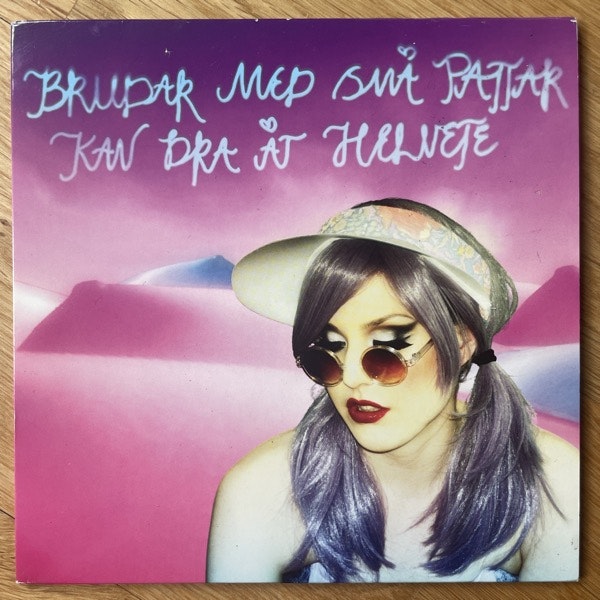 BRUDAR MED SMÅ PATTAR
KAN DRA ÅT HELVETE